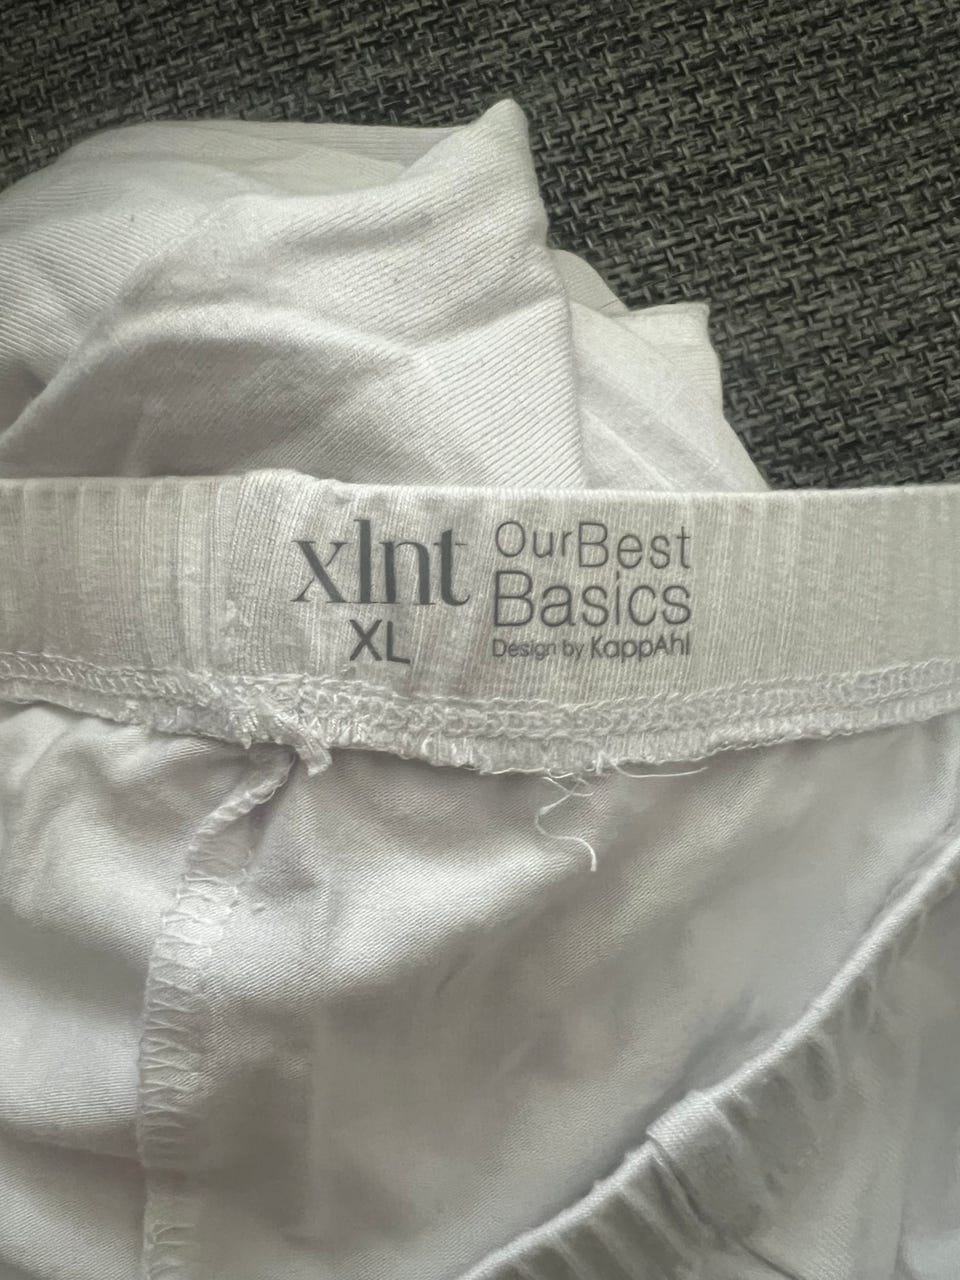 xlnt
XL
OurBest
Basics
Design by KappAhl